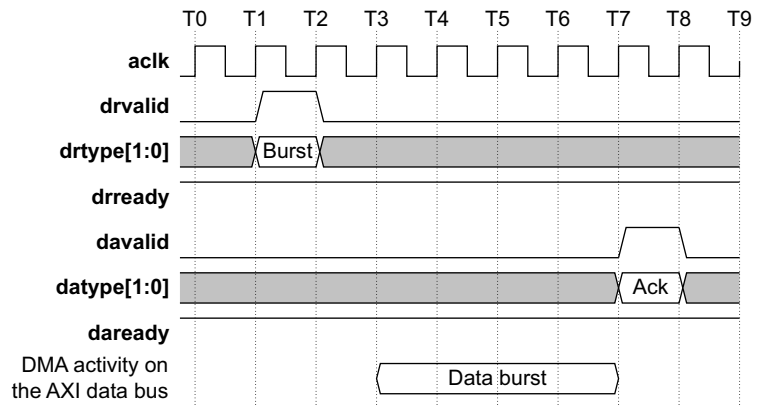 T0 T1 T2 T3 T4 T5 T6 T7 T8 T9
aclk
drvalid
drtype[1:0] Burst
drready
davalid
datype[1:0] Ack
daready
DMA activity on
the AXI data bus Data burst